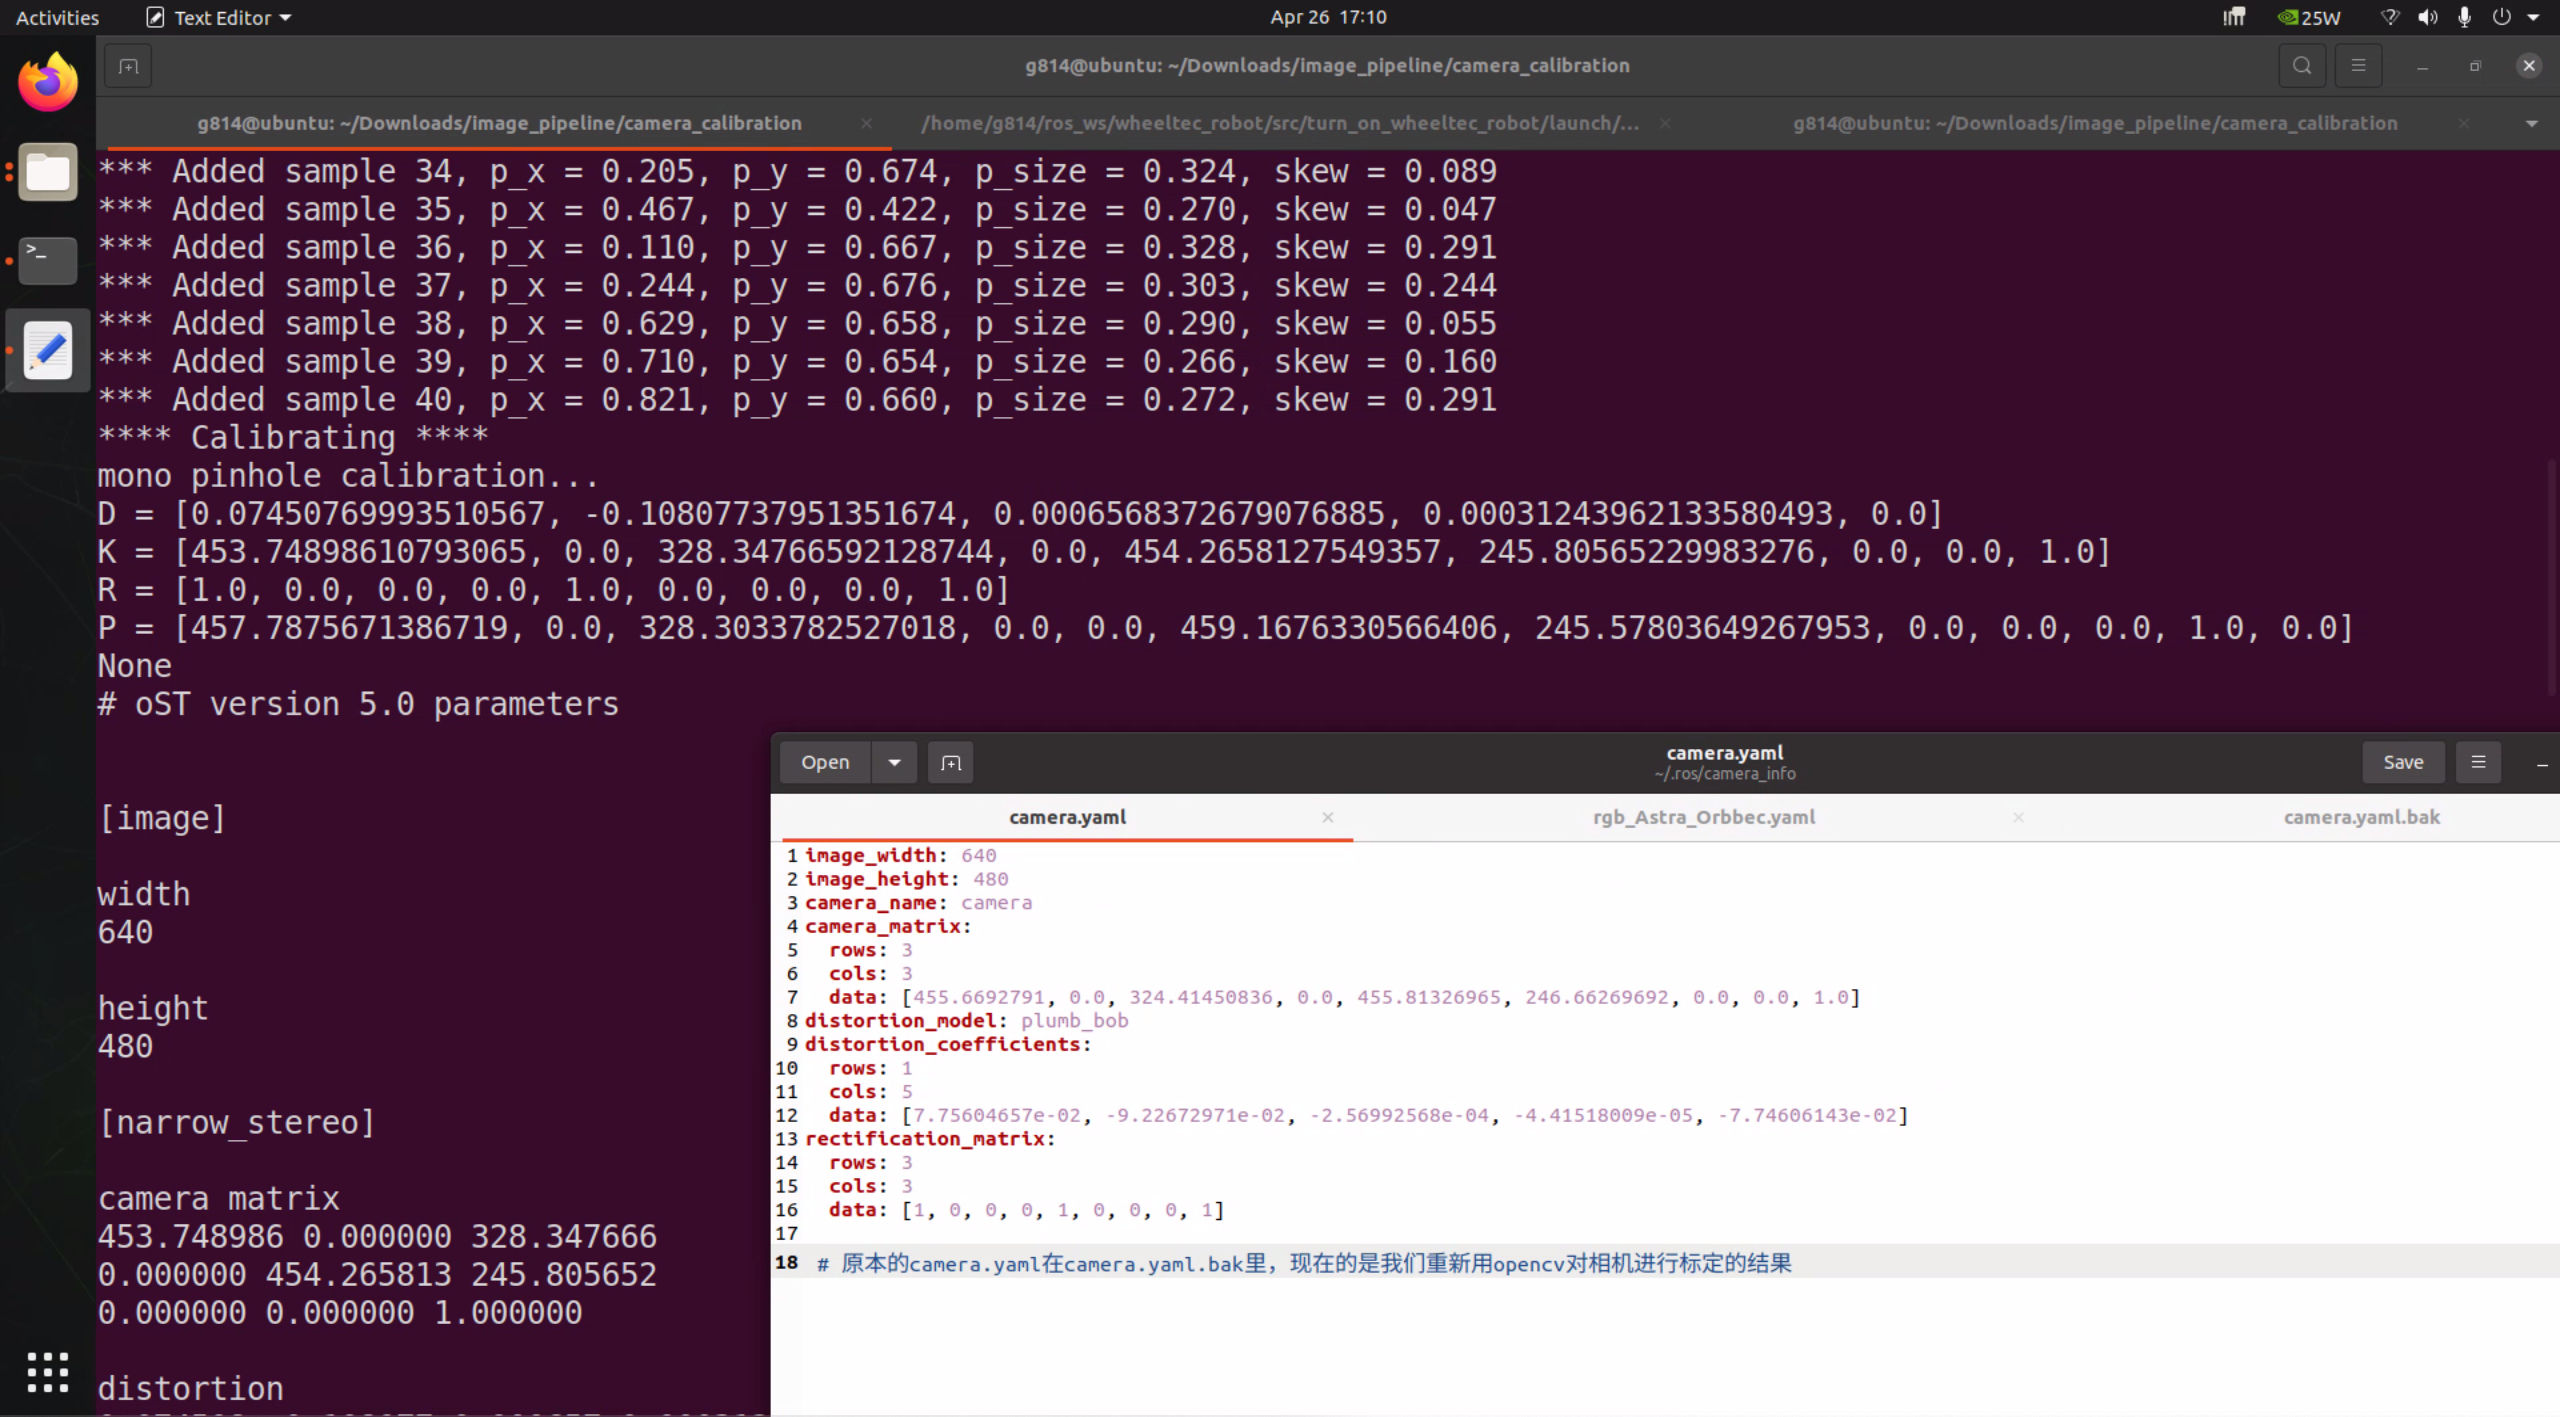 Activities
Text Editor
Apr 26 17:10
25W
g814@ubuntu: ~/Downloads/image_pipeline/camera_calibration
g814@ubuntu: ~/Downloads/image_pipeline/camera_calibration
/home/g814/ros_ws/wheeltec_robot/src/turn_on_wheeltec_robot/launch/...
g814@ubuntu: ~/Downloads/image_pipeline/camera_calibration
*** Added sample 34, p_x = 0.205, p_y = 0.674, p_size = 0.324, skew = 0.089
*** Added sample 35, p_x = 0.467, p_y = 0.422, p_size = 0.270, skew = 0.047
*** Added sample 36, p_x = 0.110, p_y = 0.667, p_size = 0.328, skew = 0.291
*** Added sample 37, p_x = 0.244, p_y = 0.676, p_size = 0.303, skew = 0.244
*** Added sample 38, p_x = 0.629, p_y = 0.658, p_size = 0.290, skew = 0.055
*** Added sample 39, p_x = 0.710, p_y = 0.654, p_size = 0.266, skew = 0.160
*** Added sample 40, p_x = 0.821, p_y = 0.660, p_size = 0.272, skew = 0.291
**** Calibrating ****
mono pinhole calibration...
D = [0.07450769993510567, -0.10807737951351674, 0.0006568372679076885, 0.00031243962133580493, 0.0]
K = [453.74898610793065, 0.0, 328.34766592128744, 0.0, 454.2658127549357, 245.80565229983276, 0.0, 0.0, 1.0]
R = [1.0, 0.0, 0.0, 0.0, 1.0, 0.0, 0.0, 0.0, 1.0]
P = [457.7875671386719, 0.0, 328.3033782527018, 0.0, 0.0, 459.1676330566406, 245.57803649267953, 0.0, 0.0, 0.0, 1.0, 0.0]
None
# oST version 5.0 parameters
[image]
width
640
height
480
[narrow_stereo]
camera matrix
453.748986 0.000000 328.347666
0.000000 454.265813 245.805652
0.000000 0.000000 1.000000
distortion
Open
camera.yaml
~/.ros/camera_info
Save
camera.yaml
rgb_Astra_Orbbec.yaml
camera.yaml.bak
1 image_width: 640
2 image_height: 480
3 camera_name: camera
4 camera_matrix:
5 rows: 3
6 cols: 3
7 data: [455.6692791, 0.0, 324.41450836, 0.0, 455.81326965, 246.66269692, 0.0, 0.0, 1.0]
8 distortion_model: plumb_bob
9 distortion_coefficients:
10 rows: 1
11 cols: 5
12 data: [7.75604657e-02, -9.22672971e-02, -2.56992568e-04, -4.41518009e-05, -7.74606143e-02]
13 rectification_matrix:
14 rows: 3
15 cols: 3
16 data: [1, 0, 0, 0, 1, 0, 0, 0, 1]
17
18 # 原本的camera.yaml在camera.yaml.bak里，现在的是我们重新用opencv对相机进行标定的结果